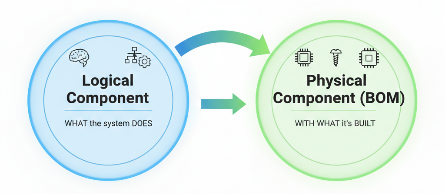 Logical
Component
WHAT the system DOES
Physical
Component (BOM)
WITH WHAT it's BUILT